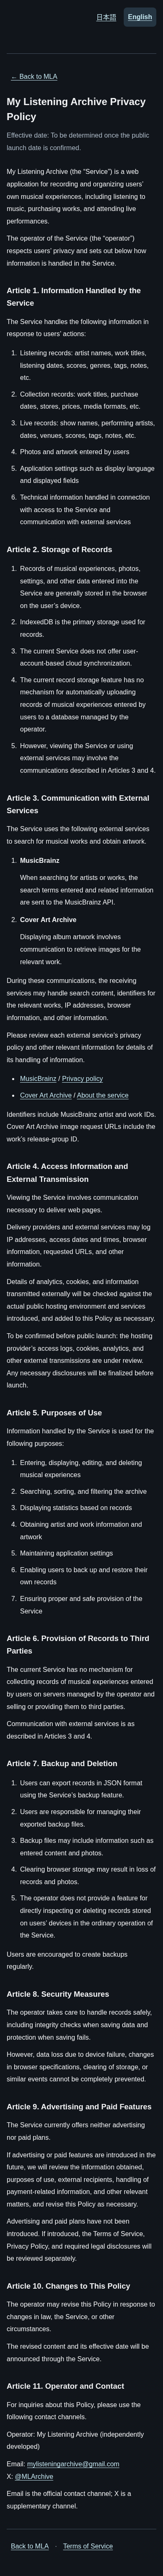 日本語 English
← Back to MLA
My Listening Archive Privacy
Policy
Effective date: To be determined once the public
launch date is confirmed.
My Listening Archive (the “Service”) is a web
application for recording and organizing users’
own musical experiences, including listening to
music, purchasing works, and attending live
performances.
The operator of the Service (the “operator”)
respects users’ privacy and sets out below how
information is handled in the Service.
Article 1. Information Handled by the
Service
The Service handles the following information in
response to users’ actions:
1. Listening records: artist names, work titles,
listening dates, scores, genres, tags, notes,
etc.
2. Collection records: work titles, purchase
dates, stores, prices, media formats, etc.
3. Live records: show names, performing artists,
dates, venues, scores, tags, notes, etc.
4. Photos and artwork entered by users
5. Application settings such as display language
and displayed fields
6. Technical information handled in connection
with access to the Service and
communication with external services
Article 2. Storage of Records
1. Records of musical experiences, photos,
settings, and other data entered into the
Service are generally stored in the browser
on the user’s device.
2. IndexedDB is the primary storage used for
records.
3. The current Service does not offer user-
account-based cloud synchronization.
4. The current record storage feature has no
mechanism for automatically uploading
records of musical experiences entered by
users to a database managed by the
operator.
5. However, viewing the Service or using
external services may involve the
communications described in Articles 3 and 4.
Article 3. Communication with External
Services
The Service uses the following external services
to search for musical works and obtain artwork.
1. MusicBrainz
When searching for artists or works, the
search terms entered and related information
are sent to the MusicBrainz API.
2. Cover Art Archive
Displaying album artwork involves
communication to retrieve images for the
relevant work.
During these communications, the receiving
services may handle search content, identifiers for
the relevant works, IP addresses, browser
information, and other information.
Please review each external service’s privacy
policy and other relevant information for details of
its handling of information.
• MusicBrainz / Privacy policy
• Cover Art Archive / About the service
Identifiers include MusicBrainz artist and work IDs.
Cover Art Archive image request URLs include the
work’s release-group ID.
Article 4. Access Information and
External Transmission
Viewing the Service involves communication
necessary to deliver web pages.
Delivery providers and external services may log
IP addresses, access dates and times, browser
information, requested URLs, and other
information.
Details of analytics, cookies, and information
transmitted externally will be checked against the
actual public hosting environment and services
introduced, and added to this Policy as necessary.
To be confirmed before public launch: the hosting
provider’s access logs, cookies, analytics, and
other external transmissions are under review.
Any necessary disclosures will be finalized before
launch.
Article 5. Purposes of Use
Information handled by the Service is used for the
following purposes:
1. Entering, displaying, editing, and deleting
musical experiences
2. Searching, sorting, and filtering the archive
3. Displaying statistics based on records
4. Obtaining artist and work information and
artwork
5. Maintaining application settings
6. Enabling users to back up and restore their
own records
7. Ensuring proper and safe provision of the
Service
Article 6. Provision of Records to Third
Parties
The current Service has no mechanism for
collecting records of musical experiences entered
by users on servers managed by the operator and
selling or providing them to third parties.
Communication with external services is as
described in Articles 3 and 4.
Article 7. Backup and Deletion
1. Users can export records in JSON format
using the Service’s backup feature.
2. Users are responsible for managing their
exported backup files.
3. Backup files may include information such as
entered content and photos.
4. Clearing browser storage may result in loss of
records and photos.
5. The operator does not provide a feature for
directly inspecting or deleting records stored
on users’ devices in the ordinary operation of
the Service.
Users are encouraged to create backups
regularly.
Article 8. Security Measures
The operator takes care to handle records safely,
including integrity checks when saving data and
protection when saving fails.
However, data loss due to device failure, changes
in browser specifications, clearing of storage, or
similar events cannot be completely prevented.
Article 9. Advertising and Paid Features
The Service currently offers neither advertising
nor paid plans.
If advertising or paid features are introduced in the
future, we will review the information obtained,
purposes of use, external recipients, handling of
payment-related information, and other relevant
matters, and revise this Policy as necessary.
Advertising and paid plans have not been
introduced. If introduced, the Terms of Service,
Privacy Policy, and required legal disclosures will
be reviewed separately.
Article 10. Changes to This Policy
The operator may revise this Policy in response to
changes in law, the Service, or other
circumstances.
The revised content and its effective date will be
announced through the Service.
Article 11. Operator and Contact
For inquiries about this Policy, please use the
following contact channels.
Operator: My Listening Archive (independently
developed)
Email: mylisteningarchive@gmail.com
X: @MLArchive
Email is the official contact channel; X is a
supplementary channel.
Back to MLA · Terms of Service